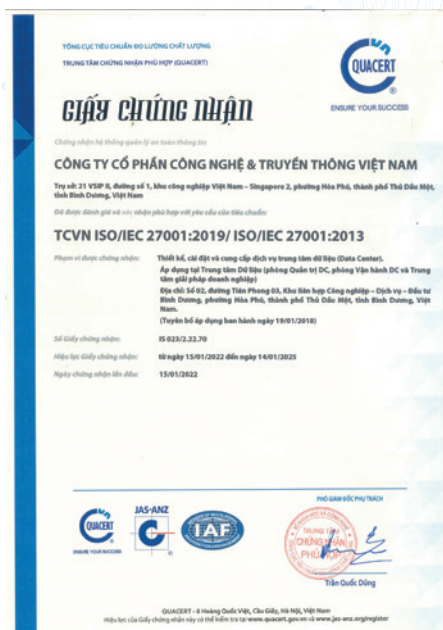 TỔNG CỤC TIÊU CHUẨN ĐO LƯỜNG CHẤT LƯỢNG
TRUNG TÂM CHỨNG NHẬN PHÙ HỢP (QUACERT)
QUACERT
®
ENSURE YOUR SUCCESS
GIẤY CHỨNG NHẬN
Chứng nhận hệ thống quản lý an toàn thông tin
CÔNG TY CỔ PHẦN CÔNG NGHỆ & TRUYỀN THÔNG VIỆT NAM
Trụ sở: 21 VSIP II, đường số 1, khu công nghiệp Việt Nam – Singapore 2, phường Hòa Phú, thành phố Thủ Dầu Một,
tỉnh Bình Dương, Việt Nam
Đã được đánh giá và xác nhận phù hợp với yêu cầu của tiêu chuẩn:
TCVN ISO/IEC 27001:2019/ ISO/IEC 27001:2013
Phạm vi được chứng nhận: Thiết kế, cài đặt và cung cấp dịch vụ trung tâm dữ liệu (Data Center).
Áp dụng tại Trung tâm Dữ liệu (phòng Quản trị DC, phòng Vận hành DC và Trung
tâm giải pháp doanh nghiệp)
Địa chỉ: Số 02, đường Tiên Phong 03, Khu liên hợp Công nghiệp – Dịch vụ – Đầu tư
Bình Dương, phường Hòa Phú, thành phố Thủ Dầu Một, tỉnh Bình Dương, Việt
Nam.
(Tuyên bố áp dụng ban hành ngày 19/01/2018)
Số Giấy chứng nhận: IS 023/2.22.70
Hiệu lực Giấy chứng nhận: từ ngày 15/01/2022 đến ngày 14/01/2025
Ngày chứng nhận lần đầu: 15/01/2022
PHÓ GIÁM ĐỐC PHỤ TRÁCH
QUACERT
ENSURE YOUR SUCCESS
JAS-ANZ
IAF
TRUNG TÂM
CHỨNG NHẬN
PHÙ HỢP
Trần Quốc Dũng
QUACERT - 8 Hoàng Quốc Việt, Cầu Giấy, Hà Nội, Việt Nam
Hiệu lực của Giấy chứng nhận này có thể kiểm tra tại www.quacert.gov.vn và www.jas-anz.org/register